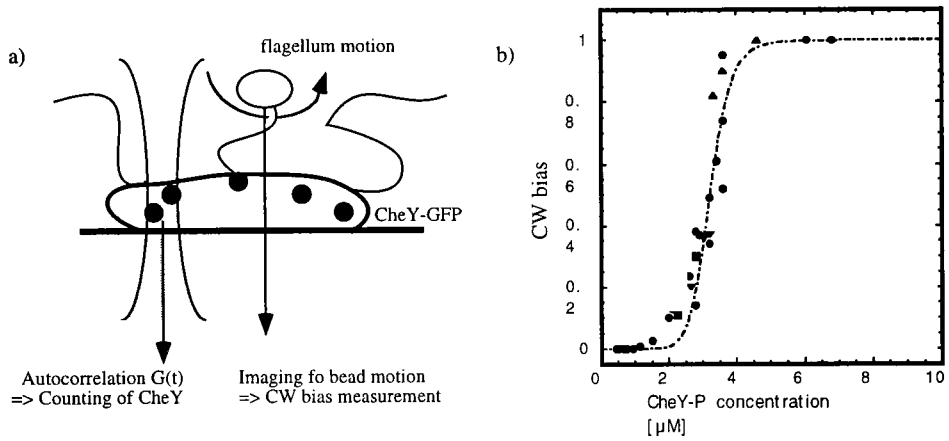 a)
flagellum motion
CheY-GFP
Autocorrelation G(t)
=> Counting of CheY
Imaging fo bead motion
=> CW bias measurement
b)
CW bias
1
0.
8
0.
6
0.
4
0.
2
0
0
2
4
6
8
10
CheY-P concentration
[µM]